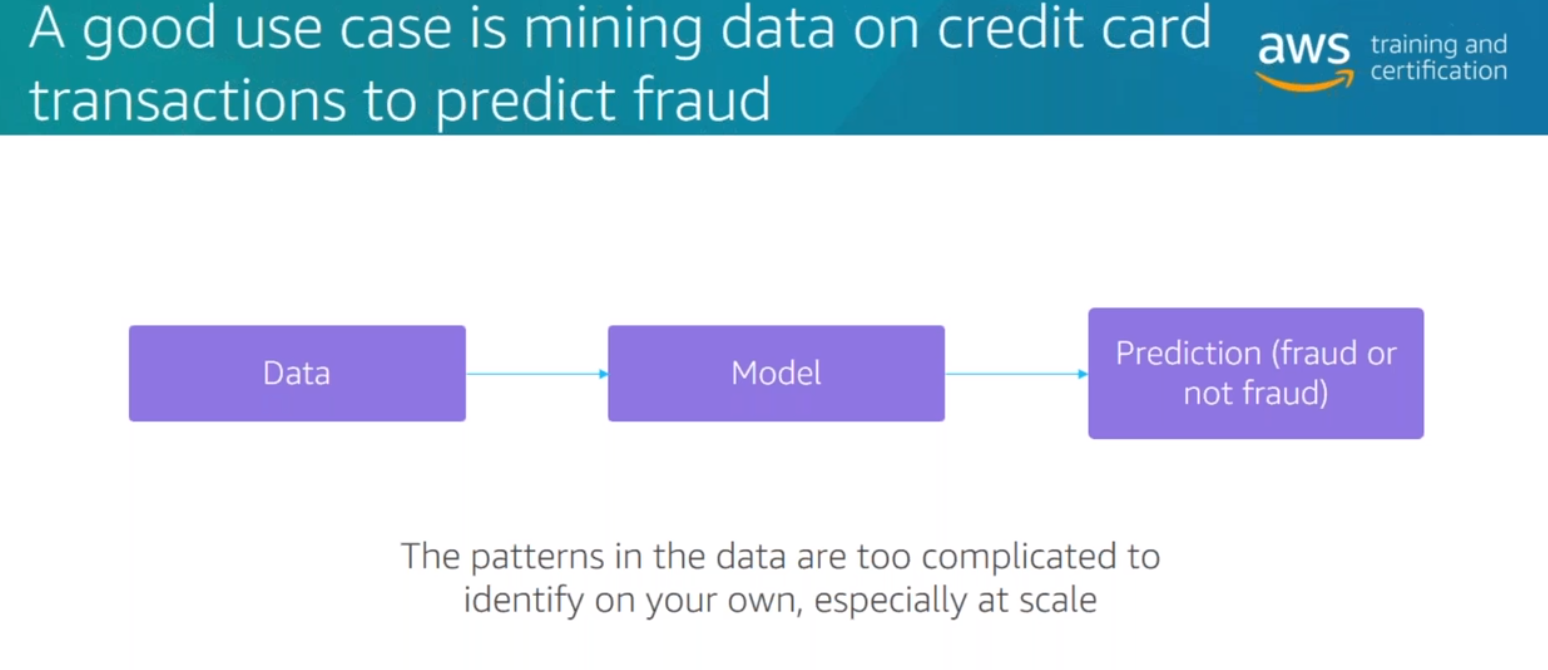 A good use case is mining data on credit card
transactions to predict fraud
aws
training and
certification
Data
Model
Prediction (fraud or
not fraud)
The patterns in the data are too complicated to
identify on your own, especially at scale